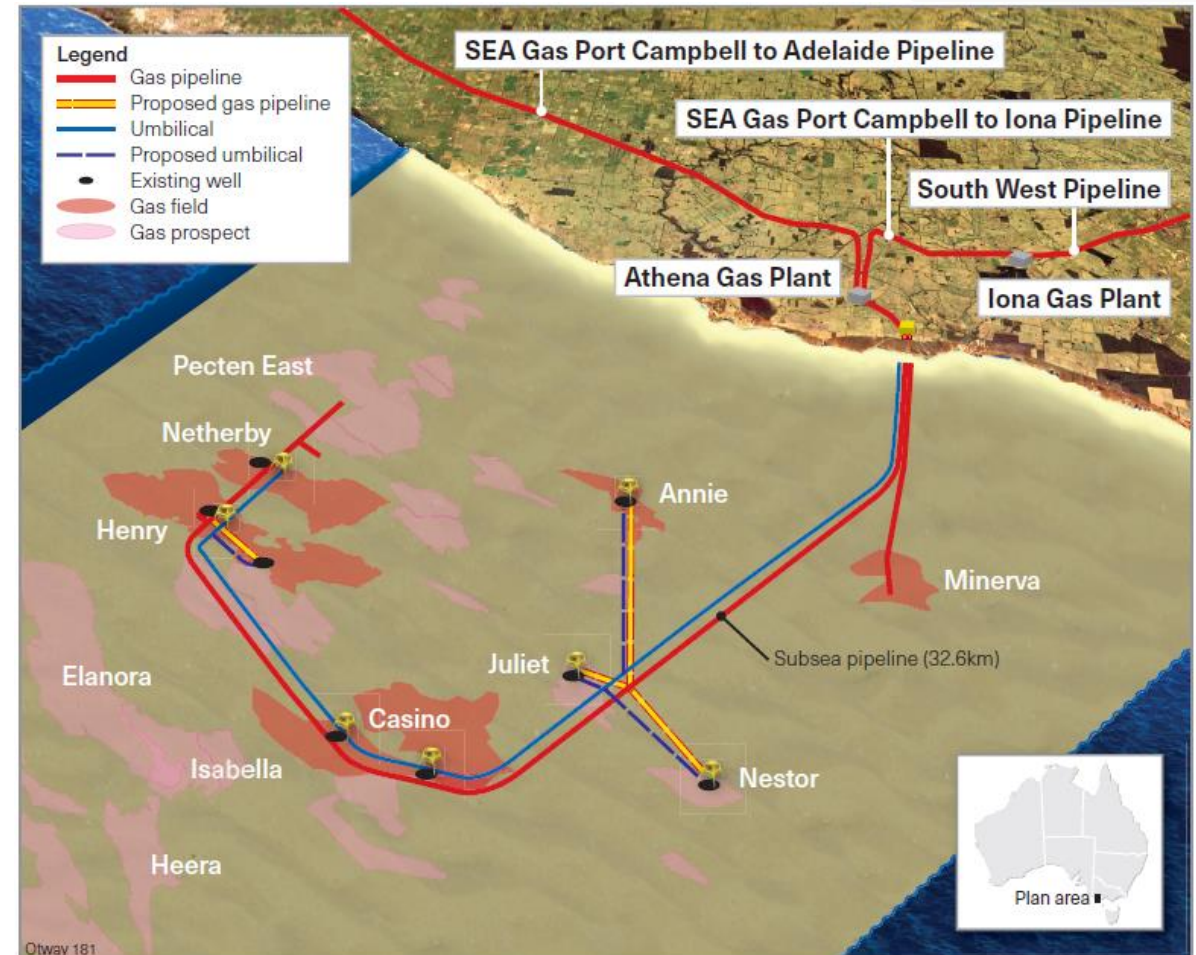 Legend
Gas pipeline
Proposed gas pipeline
Umbilical
Proposed umbilical
Existing well
Gas field
Gas prospect
SEA Gas Port Campbell to Adelaide Pipeline
SEA Gas Port Campbell to Iona Pipeline
South West Pipeline
Athena Gas Plant
Iona Gas Plant
Pecten East
Netherby
Henry
Annie
Minerva
Juliet
Subsea pipeline (32.6km)
Elanora
Casino
Isabella
Nestor
Heera
Plan area
Otway 181